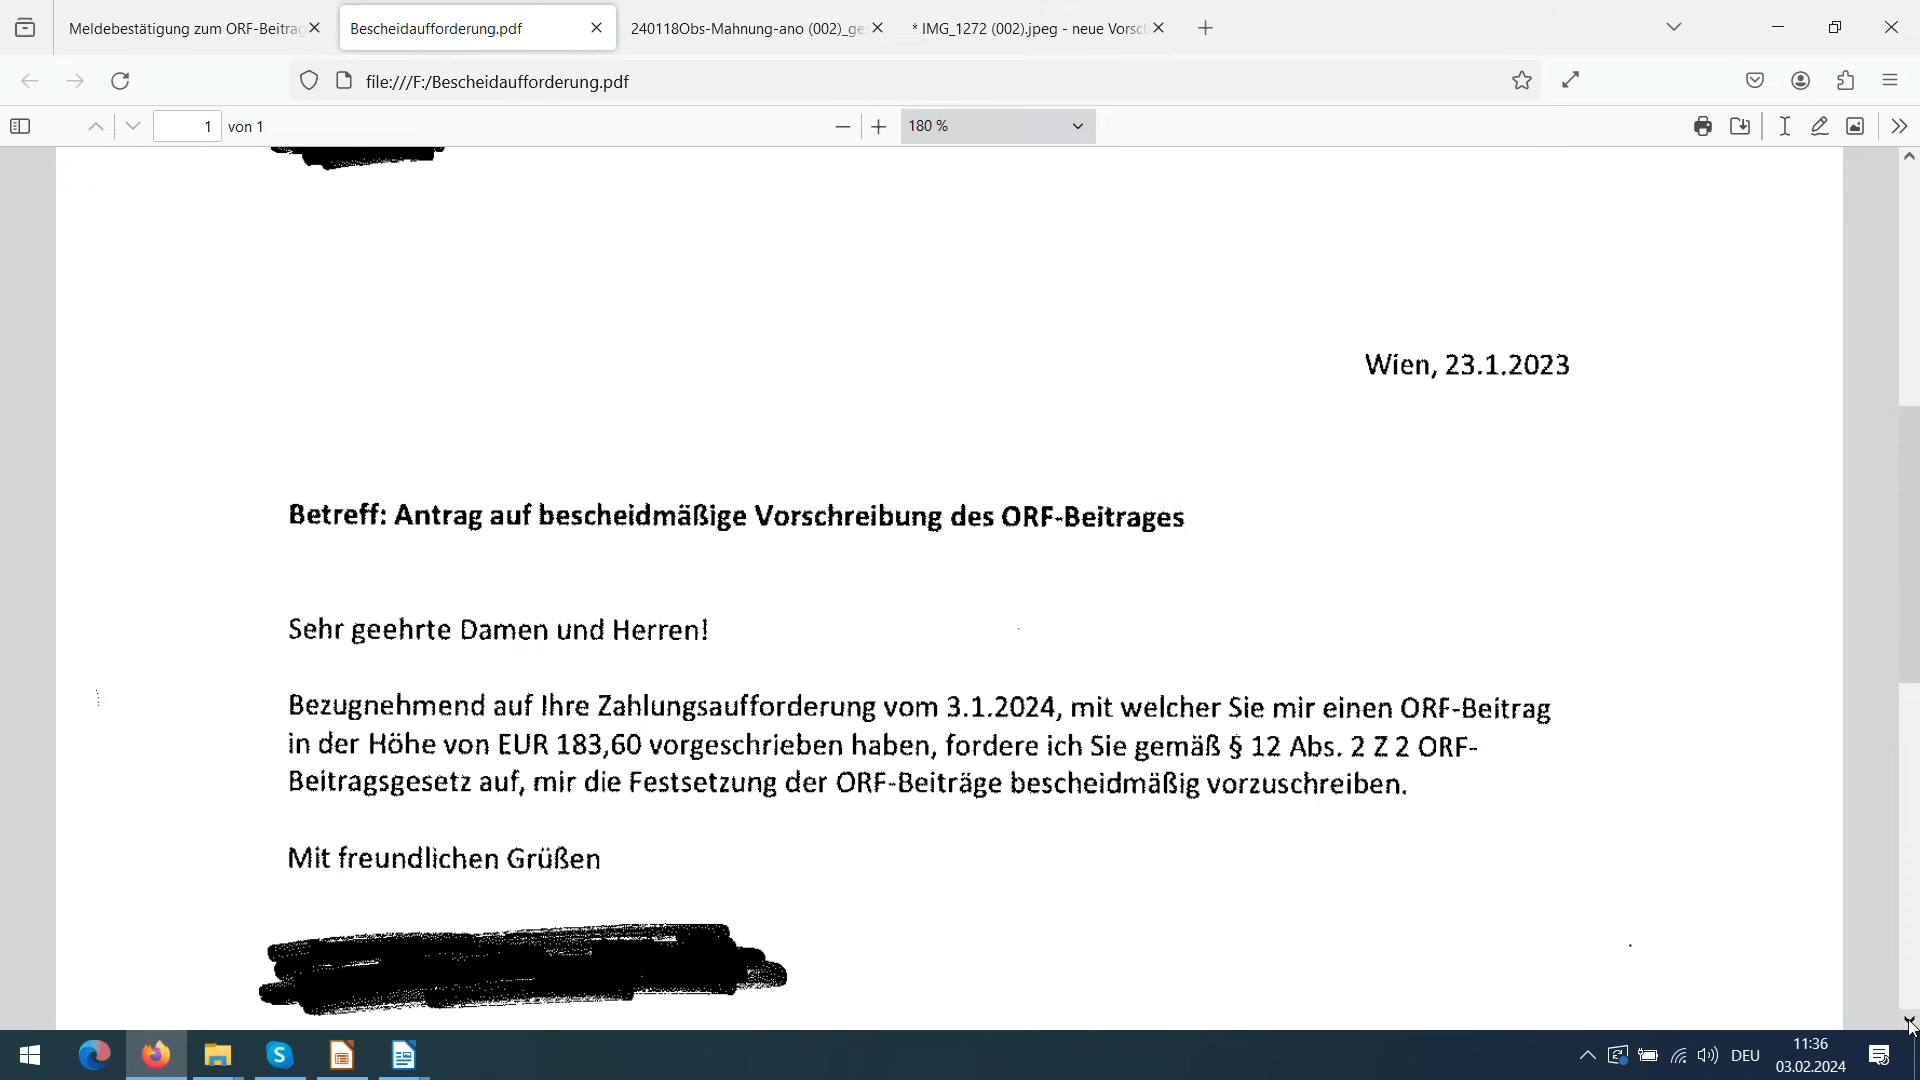 Meldebestätigung zum ORF-Beitrag
Bescheidaufforderung.pdf
240118Obs-Mahnung-ano (002)_ge
* IMG_1272 (002).jpeg - neue Vorsch
file:///F:/Bescheidaufforderung.pdf
1 von 1
180 %
Wien, 23.1.2023
Betreff: Antrag auf bescheidmäßige Vorschreibung des ORF-Beitrages
Sehr geehrte Damen und Herren!
Bezugnehmend auf Ihre Zahlungsaufforderung vom 3.1.2024, mit welcher Sie mir einen ORF-Beitrag
in der Höhe von EUR 183,60 vorgeschrieben haben, fordere ich Sie gemäß § 12 Abs. 2 Z 2 ORF-
Beitragsgesetz auf, mir die Festsetzung der ORF-Beiträge bescheidmäßig vorzuschreiben.
Mit freundlichen Grüßen
DEU
11:36
03.02.2024